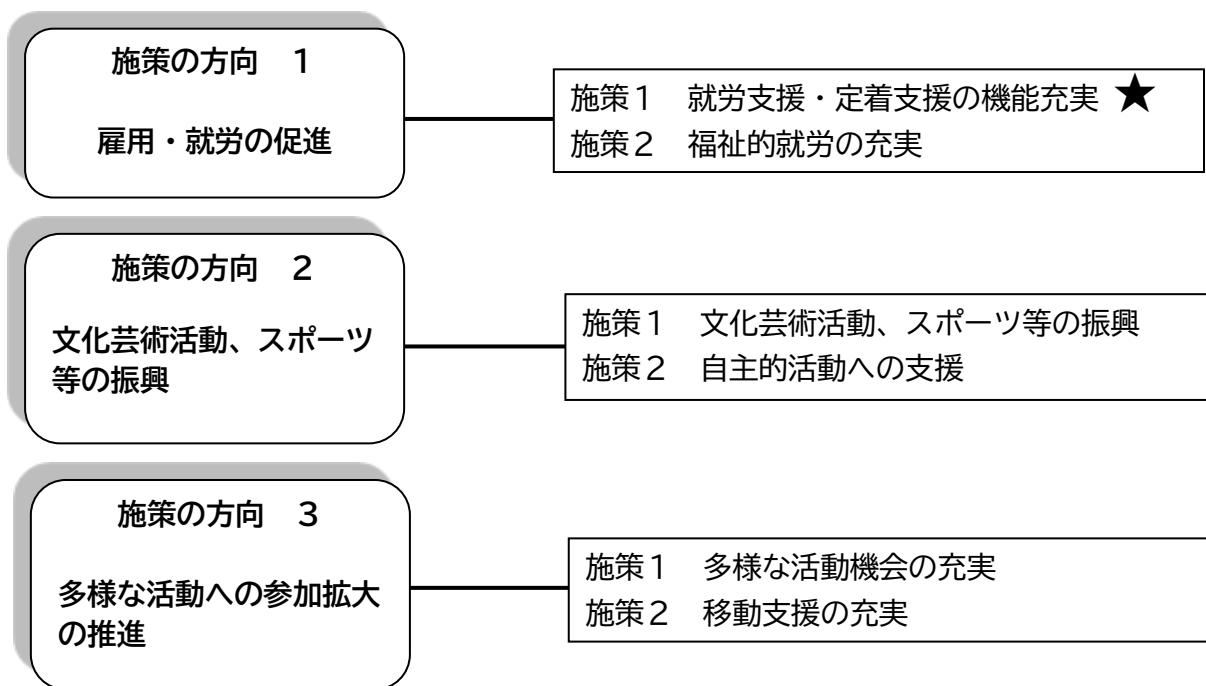 施策の方向　1
雇用・就労の促進
施策1　就労支援・定着支援の機能充実 ★
施策2　福祉的就労の充実
施策の方向　2
文化芸術活動、スポーツ
等の振興
施策1　文化芸術活動、スポーツ等の振興
施策2　自主的活動への支援
施策の方向　3
多様な活動への参加拡大
の推進
施策1　多様な活動機会の充実
施策2　移動支援の充実